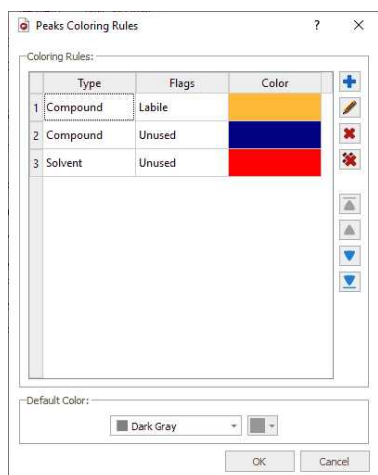 Peaks Coloring Rules ? ×
Coloring Rules:
Type Flags Color
1 Compound Labile
2 Compound Unused
3 Solvent Unused
Default Color:
Dark Gray
OK Cancel